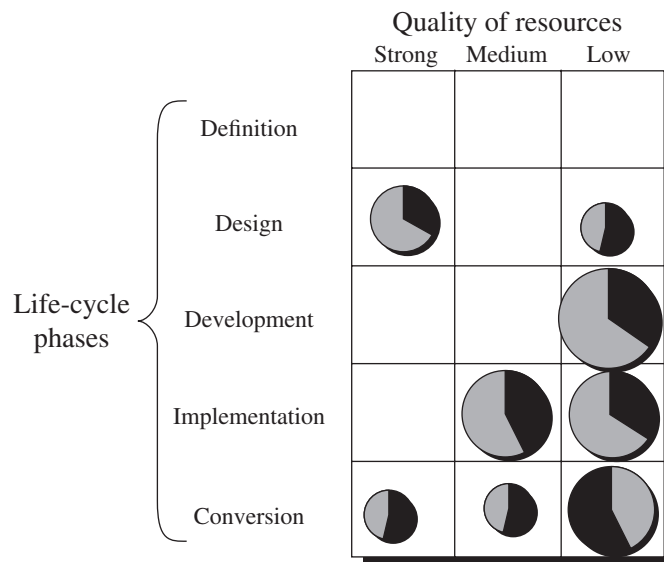 Quality of resources
Strong Medium Low
Definition
Design
Life-cycle
phases
Development
Implementation
Conversion